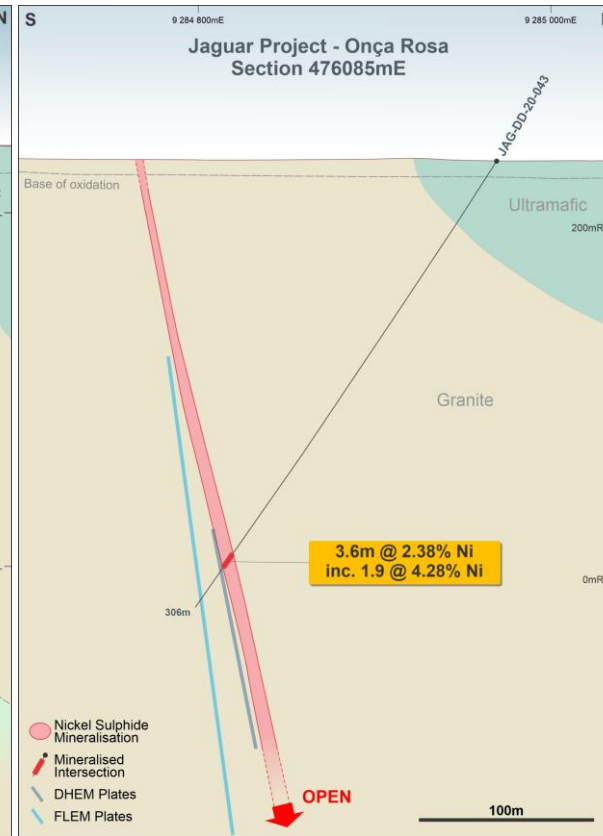 N
S
9 284 800mE
9 285 000mE
Jaguar Project - Onça Rosa
Section 476085mE
JAG-DD-20-043
Base of oxidation
Ultramafic
200mR
Granite
3.6m @ 2.38% Ni
inc. 1.9 @ 4.28% Ni
0mR
306m
Nickel Sulphide
Mineralisation
Mineralised
Intersection
DHEM Plates
FLEM Plates
OPEN
100m